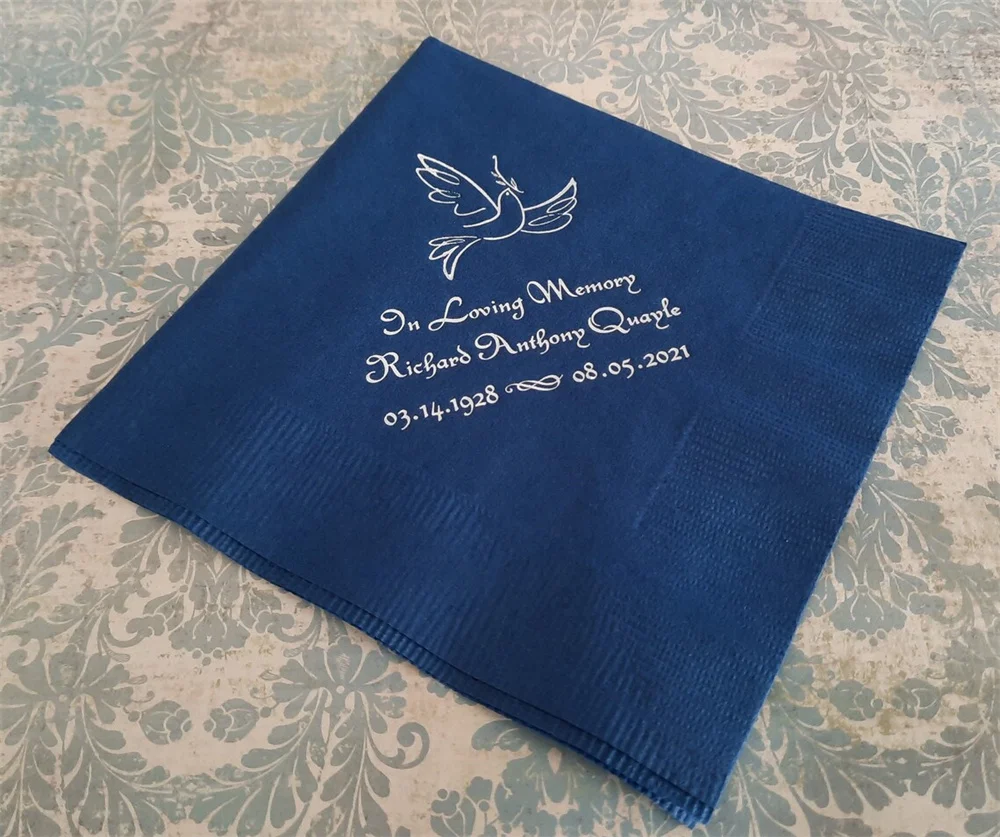 In Loving Memory
Richard Anthony Quayle
03.14.1928 08.05.2021